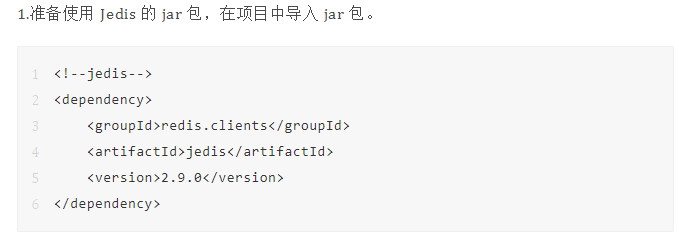 1.准备使用 Jedis 的 jar 包，在项目中导入 jar 包。
1 <!--jedis-->
2 <dependency>
3     <groupId>redis.clients</groupId>
4     <artifactId>jedis</artifactId>
5     <version>2.9.0</version>
6 </dependency>